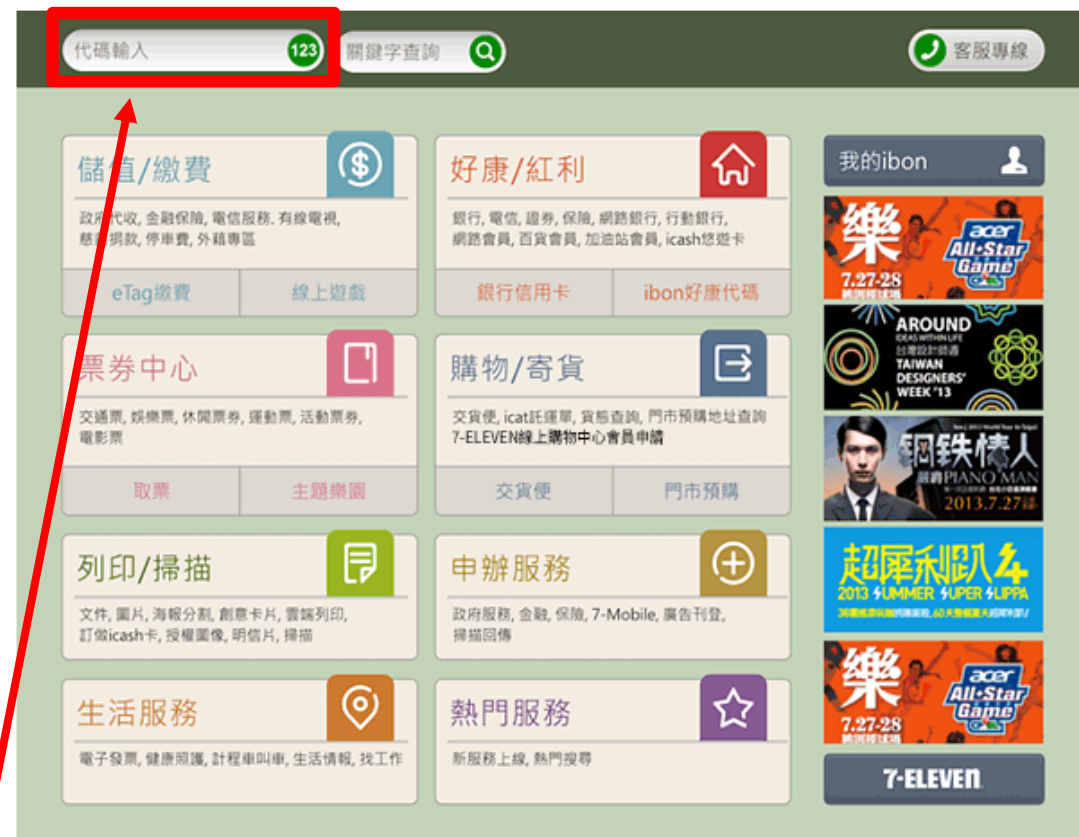 代碼輸入
123
關鍵字查詢
客服專線
儲值/繳費
政府代收, 金融保險, 電信服務. 有線電視,
慈善捐款, 停車費, 外籍專區
eTag繳費
線上遊戲
好康/紅利
銀行, 電信, 證券, 保險, 網路銀行, 行動銀行,
網路會員, 百貨會員, 加油站會員, icash悠遊卡
銀行信用卡
ibon好康代碼
票券中心
交通票, 娛樂票, 休閒票券, 運動票, 活動票券,
電影票
取票
主題樂園
購物/寄貨
交貨便, icat託運單, 貨態查詢, 門市預購地址查詢
7-ELEVEN線上購物中心會員申請
交貨便
門市預購
列印/掃描
文件, 圖片, 海報分割, 創意卡片, 雲端列印,
訂做icash卡, 授權圖像, 明信片, 掃描
申辦服務
政府服務, 金融, 保險, 7-Mobile, 廣告刊登,
掃描回傳
生活服務
電子發票, 健康照護, 計程車叫車, 生活情報, 找工作
熱門服務
新服務上線, 熱門搜尋
我的ibon
樂
7.27-28
acer
All-Star
Game
AROUND
IDEAS WITHIN LIFE
台灣設計師週
TAIWAN
DESIGNERS'
WEEK '13
鋼鉄情人
PIANO MAN
2013.7.27
超犀利趴4
2013 SUMMER SUPER SLIPPA
樂
7.27-28
acer
All-Star
Game
7-ELEVEN